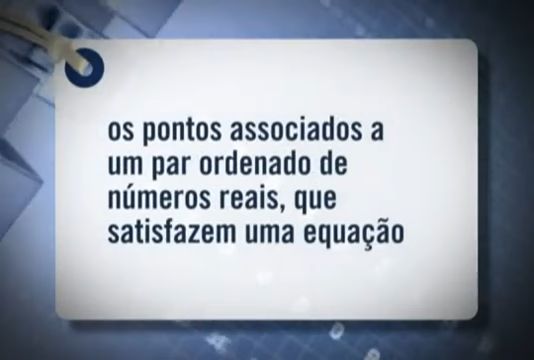 os pontos associados a
um par ordenado de
números reais, que
satisfazem uma equação